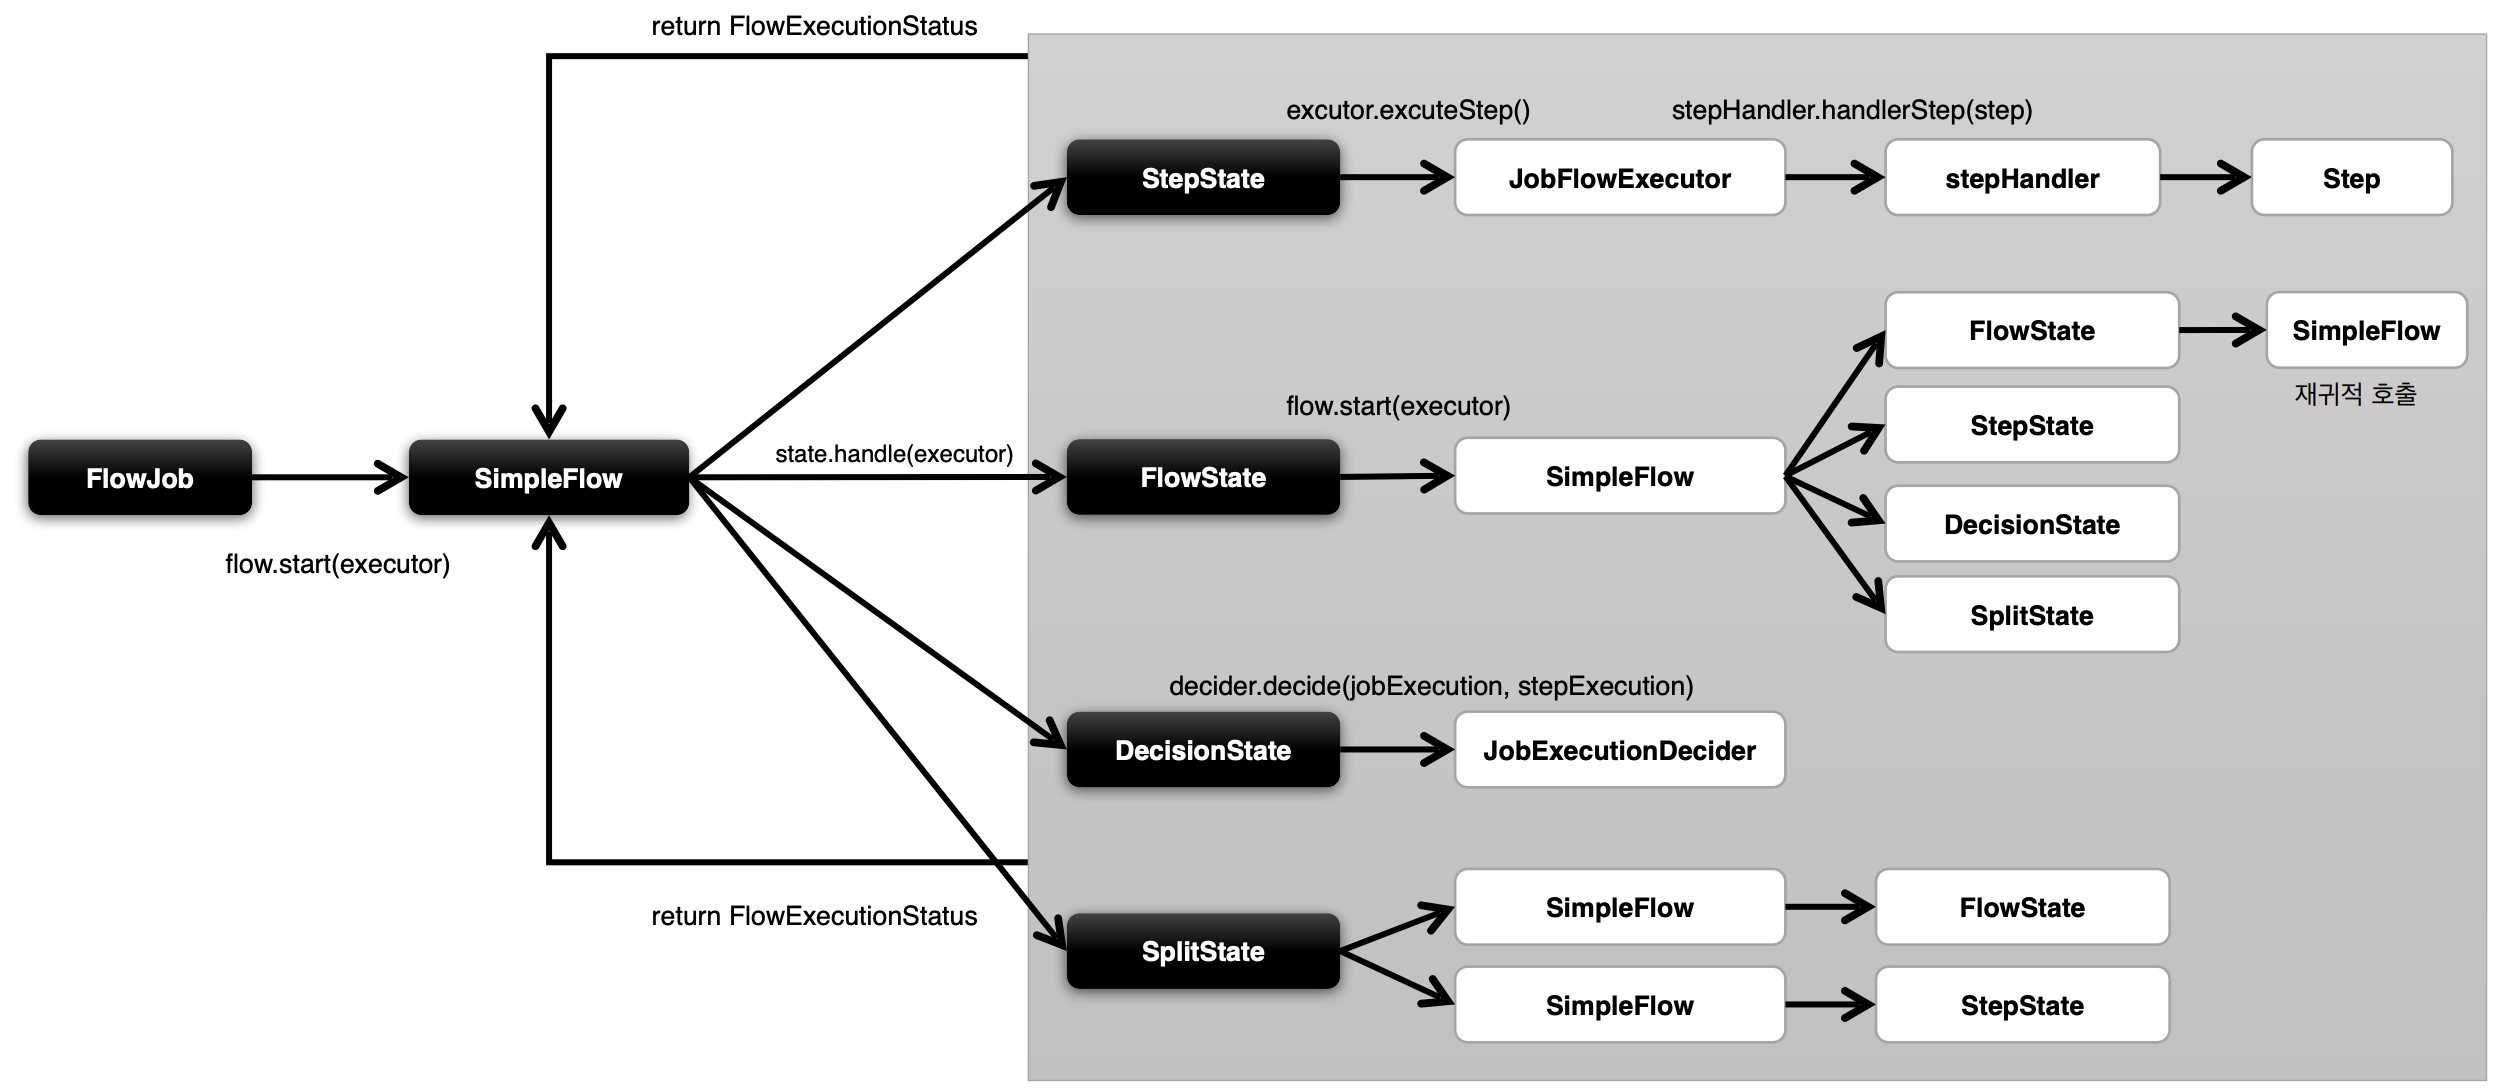 return FlowExecutionStatus
excutor.excuteStep()
stepHandler.handlerStep(step)
StepState
JobFlowExecutor
stepHandler
Step
FlowState
SimpleFlow
재귀적 호출
flow.start(executor)
StepState
state.handle(executor)
FlowJob
SimpleFlow
FlowState
SimpleFlow
DecisionState
flow.start(executor)
SplitState
decider.decide(jobExecution, stepExecution)
DecisionState
JobExecutionDecider
return FlowExecutionStatus
SimpleFlow
FlowState
SplitState
SimpleFlow
StepState